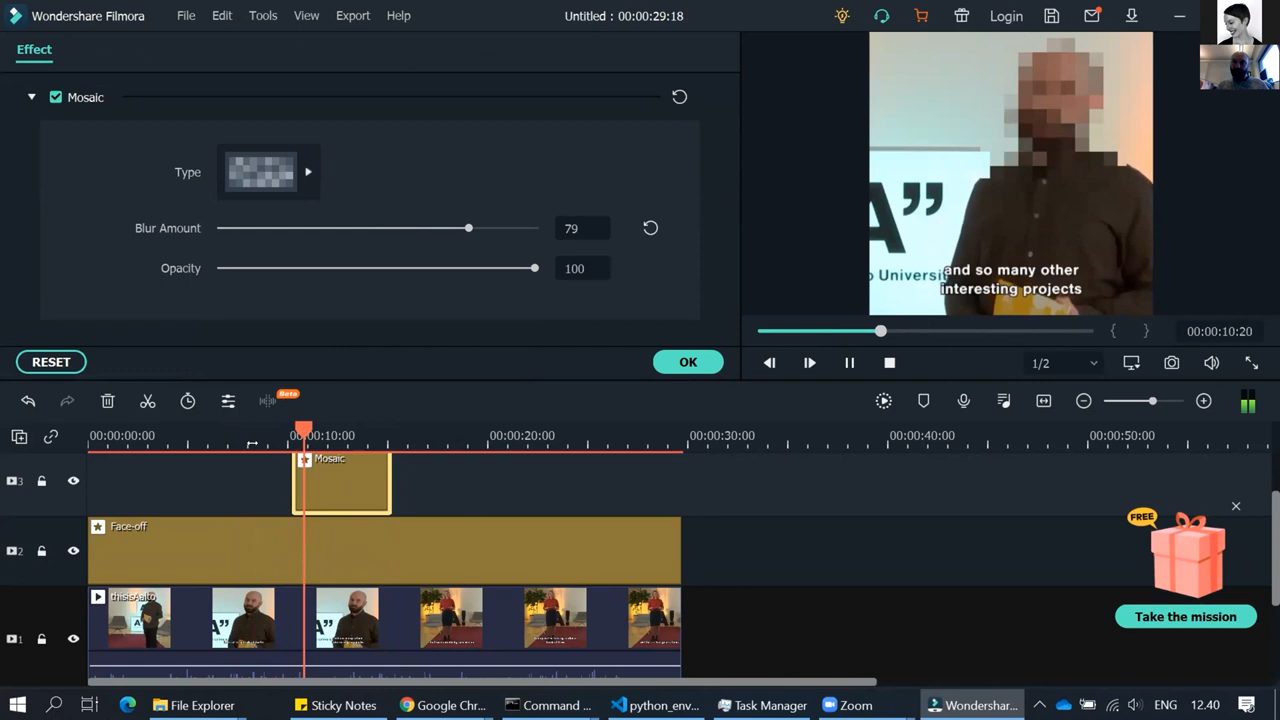 Wondershare Filmora File Edit Tools View Export Help Untitled : 00:00:29:18 Login
Effect
Mosaic
Type
Blur Amount 79
Opacity 100
RESET OK
A”
University
and so many other
interesting projects
00:00:10:20
1/2
Beta
00:00:00:00 00:00:10:00 00:00:20:00 00:00:30:00 00:00:40:00 00:00:50:00
Mosaic
3
Face-off
2
thisisAalto
1
FREE
Take the mission
File Explorer Sticky Notes Google Chr... Command ... python_env... Task Manager Zoom Wondershar... ENG 12.40